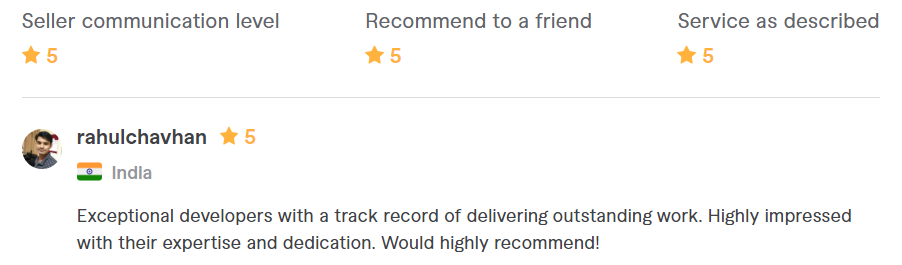 Seller communication level
Recommend to a friend
Service as described
5
5
5
rahulchavhan 5
India
Exceptional developers with a track record of delivering outstanding work. Highly impressed
with their expertise and dedication. Would highly recommend!